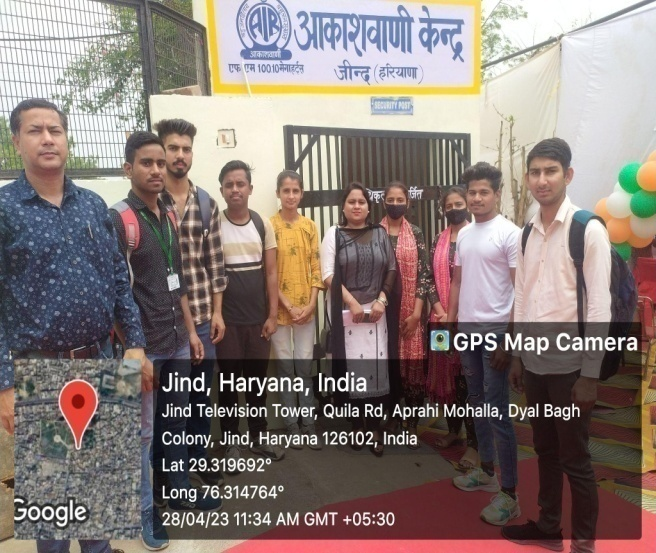 AIR
आकाशवाणी
आकाशवाणी केन्द्र
एफ एम 100.10 मेगाहर्टस
जीन्द (हरियाणा)
SECURITY POST
GPS Map Camera
Jind, Haryana, India
Jind Television Tower, Quila Rd, Aprahi Mohalla, Dyal Bagh
Colony, Jind, Haryana 126102, India
Lat 29.319692°
Long 76.314764°
28/04/23 11:34 AM GMT +05:30
Google